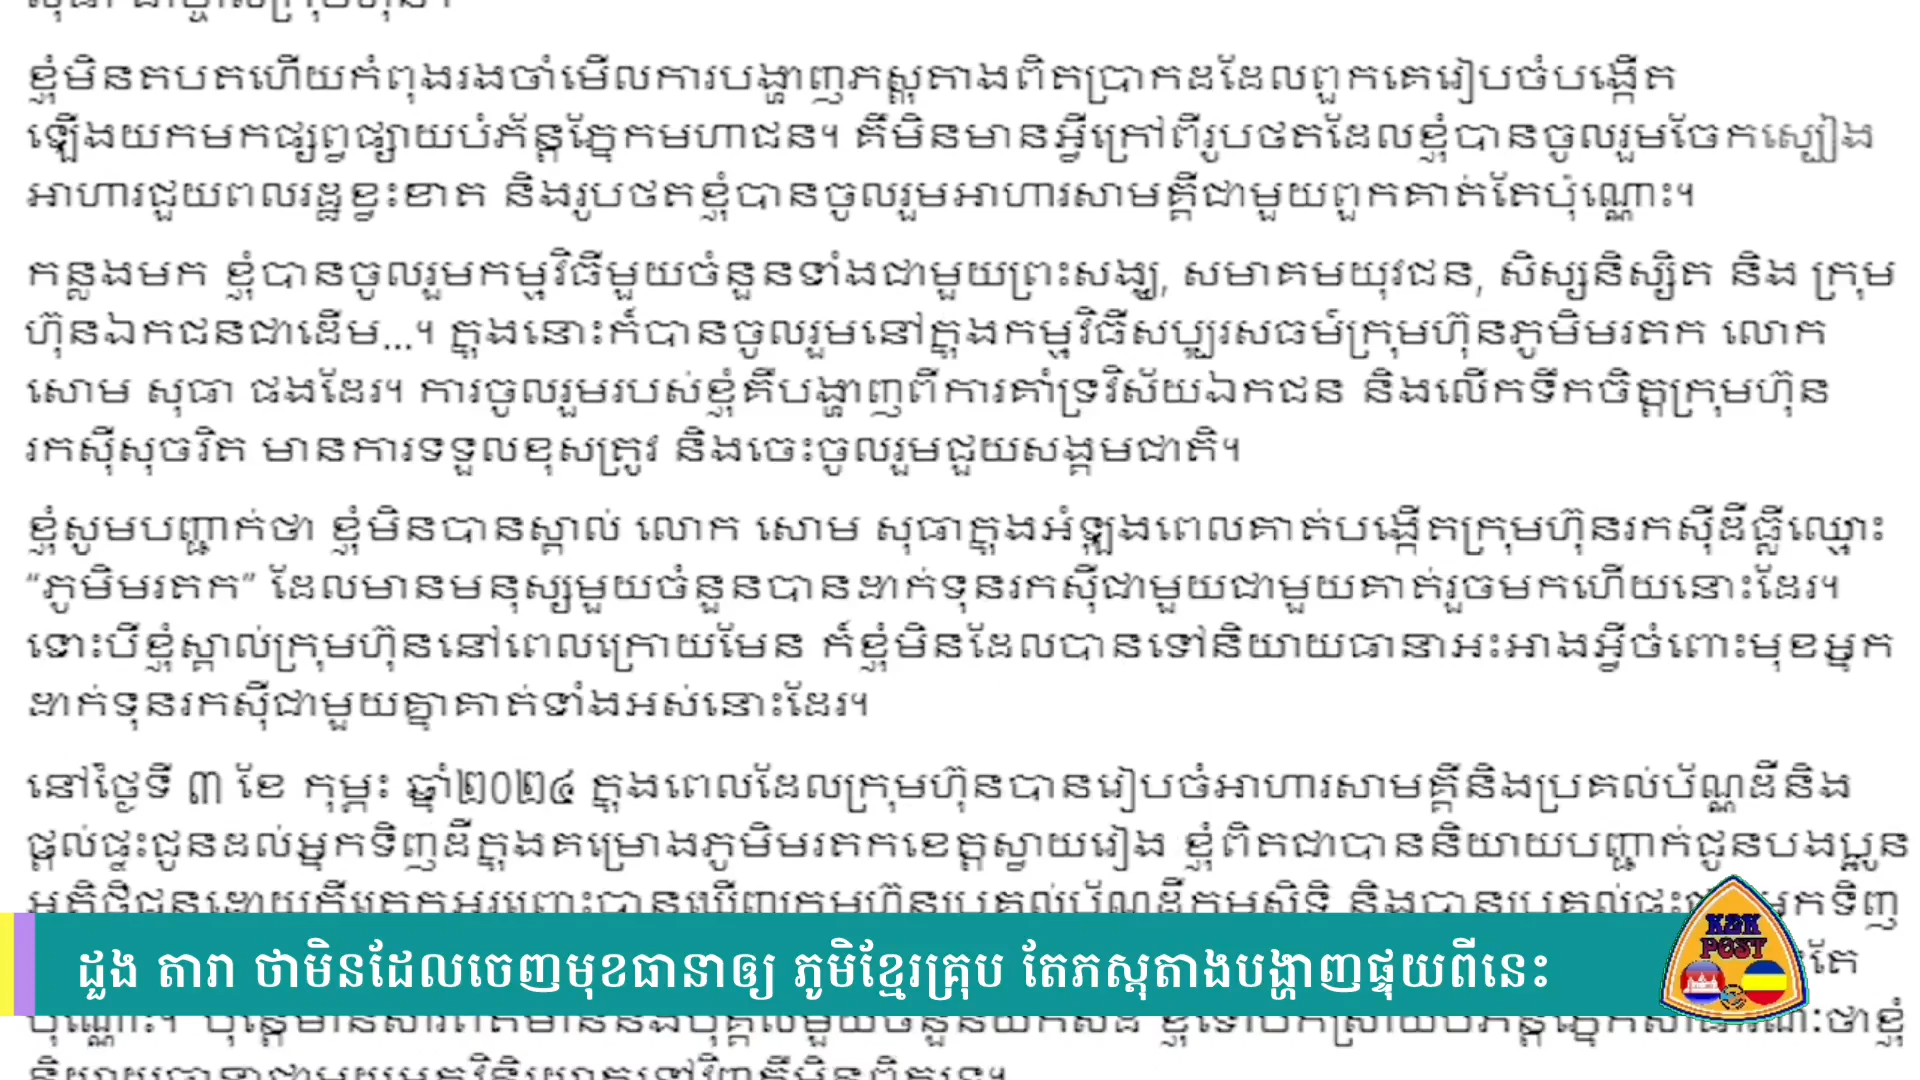 ខ្ញុំមិនតបតហើយកំពុងរងចាំមើលការបង្ហាញភស្តុតាងពិតប្រាកដដែលពួកគេរៀបចំបង្កើត
ឡើងយកមកផ្សព្វផ្សាយបំភ័ន្តភ្នែកមហាជន។ គឺមិនមានអ្វីក្រៅពីរូបថតដែលខ្ញុំបានចូលរួមចែកស្បៀង
អាហារជួយពលរដ្ឋខ្វះខាត និងរូបថតខ្ញុំបានចូលរួមអាហារសាមគ្គីជាមួយពួកគាត់តែប៉ុណ្ណោះ។
កន្លងមក ខ្ញុំបានចូលរួមកម្មវិធីមួយចំនួនទាំងជាមួយព្រះសង្ឃ, សមាគមយុវជន, សិស្សនិស្សិត និង ក្រុម
ហ៊ុនឯកជនជាដើម...។ ក្នុងនោះក៏បានចូលរួមនៅក្នុងកម្មវិធីសប្បុរសធម៍ក្រុមហ៊ុនភូមិមរតក លោក
សោម សុធា ផងដែរ។ ការចូលរួមរបស់ខ្ញុំគឺបង្ហាញពីការគាំទ្រវិស័យឯកជន និងលើកទឹកចិត្តក្រុមហ៊ុន
រកស៊ីសុចរិត មានការទទួលខុសត្រូវ និងចេះចូលរួមជួយសង្គមជាតិ។
ខ្ញុំសូមបញ្ជាក់ថា ខ្ញុំមិនបានស្គាល់ លោក សោម សុធាក្នុងអំឡុងពេលគាត់បង្កើតក្រុមហ៊ុនរកស៊ីដីធ្លីឈ្មោះ
“ភូមិមរតក” ដែលមានមនុស្សមួយចំនួនបានដាក់ទុនរកស៊ីជាមួយជាមួយគាត់រួចមកហើយនោះដែរ។
ទោះបីខ្ញុំស្គាល់ក្រុមហ៊ុននៅពេលក្រោយមែន ក៏ខ្ញុំមិនដែលបានទៅនិយាយធានាអះអាងអ្វីចំពោះមុខអ្នក
ដាក់ទុនរកស៊ីជាមួយគ្នាគាត់ទាំងអស់នោះដែរ។
នៅថ្ងៃទី ៣ ខែ កុម្ភះ ឆ្នាំ២០២៤ ក្នុងពេលដែលក្រុមហ៊ុនបានរៀបចំអាហារសាមគ្គីនិងប្រគល់ប័ណ្ណដីនិង
ផ្តល់ផ្ទះជូនដល់អ្នកទិញដីក្នុងគម្រោងភូមិមរតកខេត្តស្វាយរៀង ខ្ញុំពិតជាបាននិយាយបញ្ជាក់ជូនបងប្អូន
ដួង តារា ថាមិនដែលចេញមុខធានាឲ្យ ភូមិខ្មែរគ្រុប តែភស្តុតាងបង្ហាញផ្ទុយពីនេះ
K&K
POST